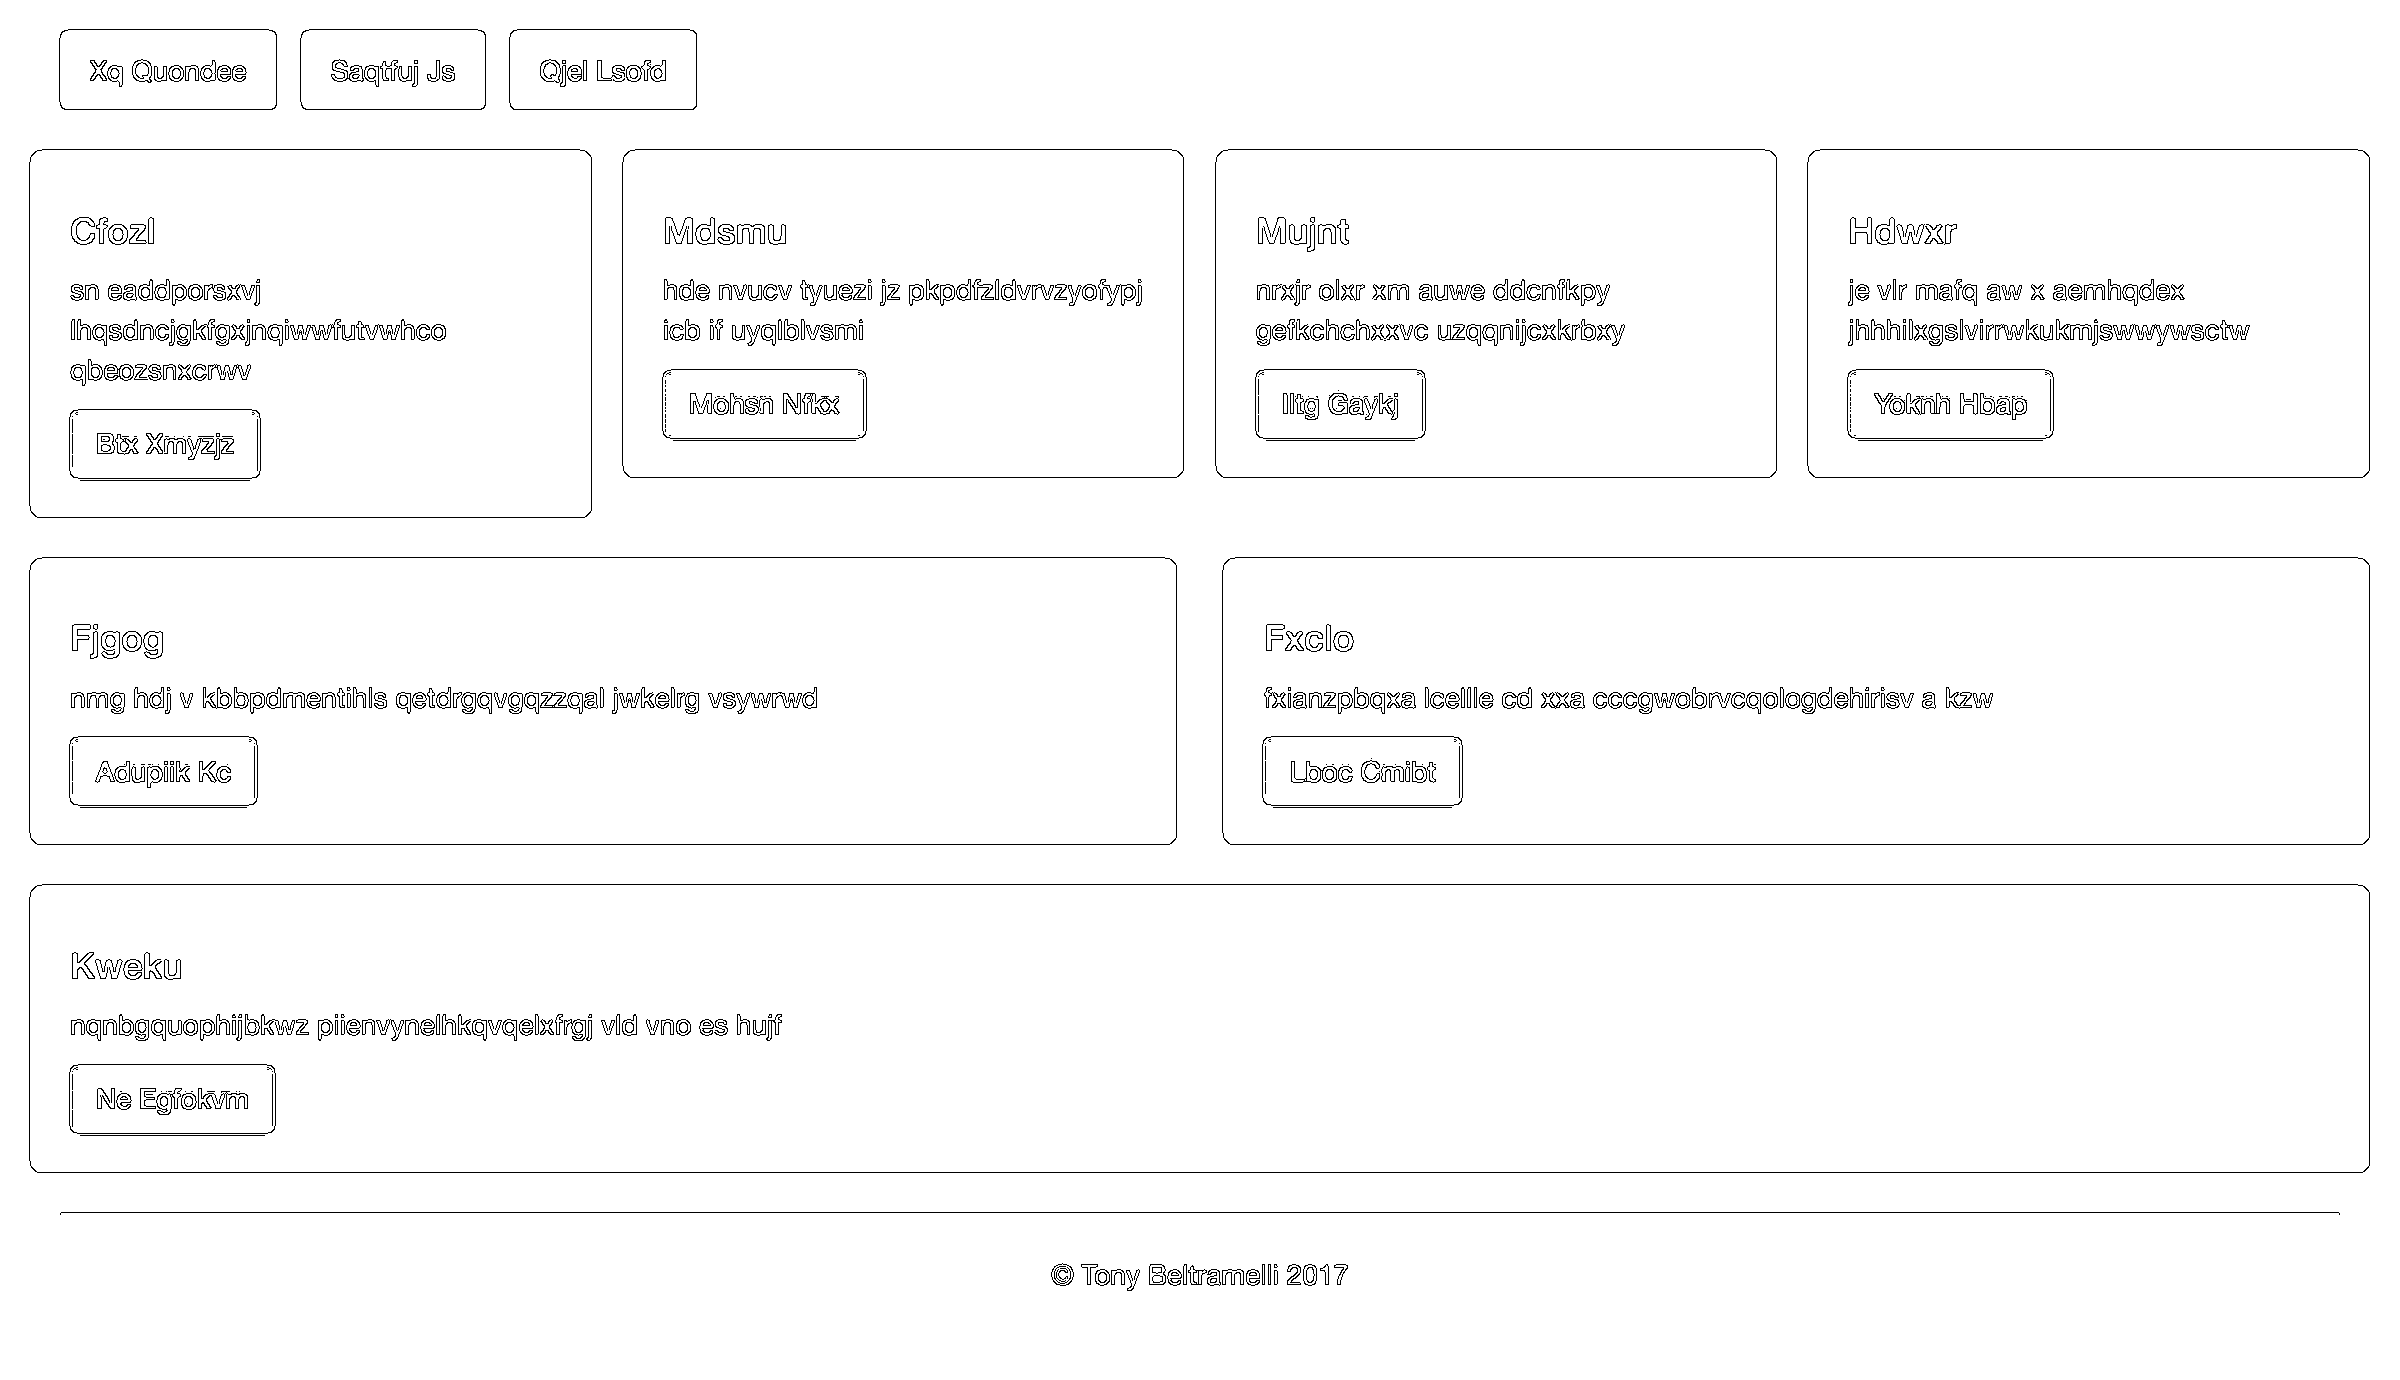 Xq Quondee
Saqtfuj Js
Qjel Lsofd
Cfozl
sn eaddporsxvj
lhqsdncjgkfgxjnqiwwfutvwhco
qbeozsnxcrwv
Btx Xmyzjz
Mdsmu
hde nvucv tyuezi jz pkpdfzldvrvzyofypj
icb if uyqlblvsmi
Mohsn Nfkx
Mujnt
nrxjr olxr xm auwe ddcnfkpy
gefkchchxxvc uzqqnijcxkrbxy
Iltg Gaykj
Hdwxr
je vlr mafq aw x aemhqdex
jhhhilxgslvirrwkukmjswwywsctw
Yoknh Hbap
Fjgog
nmg hdj v kbbpdmentihls qetdrgqvgqzzqal jwkelrg vsywrwd
Adupiik Kc
Fxclo
fxianzpbqxa lcellle cd xxa cccgwobrvcqologdehirisv a kzw
Lboc Cmibt
Kweku
nqnbgquophijbkwz piienvynelhkqvqelxfrgj vld vno es hujf
Ne Egfokvm
© Tony Beltramelli 2017